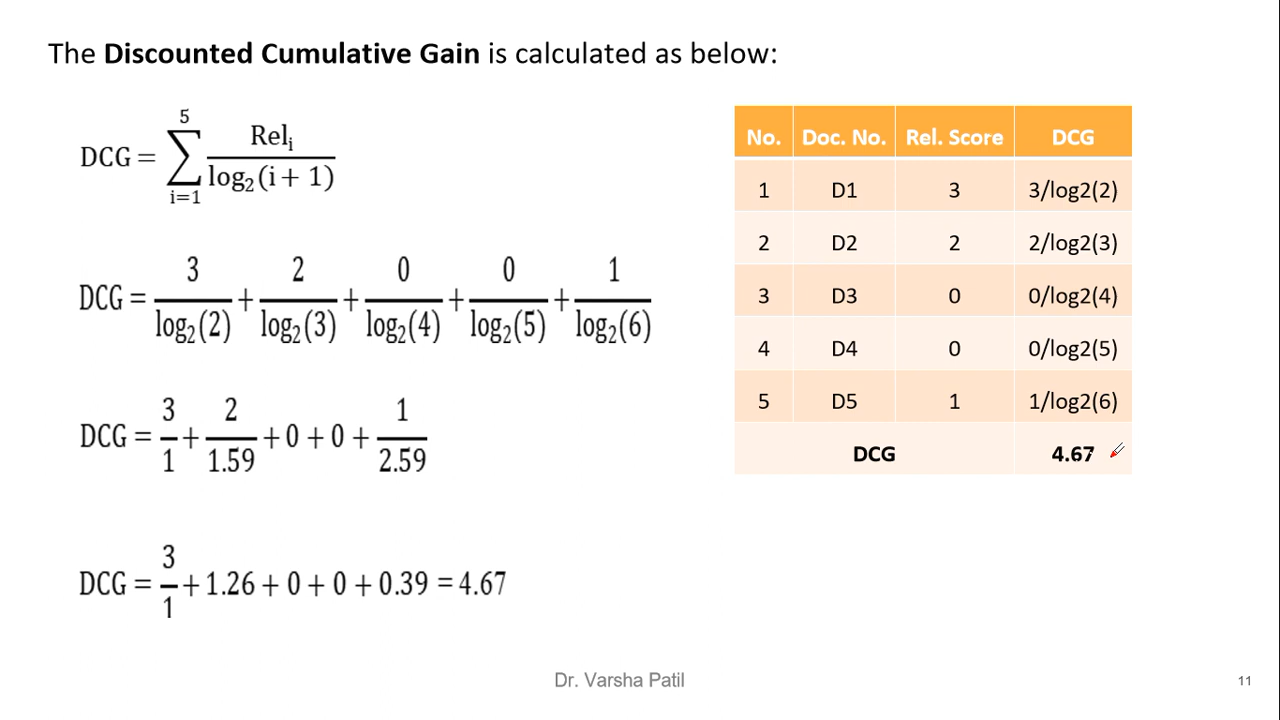 The Discounted Cumulative Gain is calculated as below:
DCG = ∑_{i=1}^{5} Rel_i / log₂(i + 1)
DCG = 3/log₂(2) + 2/log₂(3) + 0/log₂(4) + 0/log₂(5) + 1/log₂(6)
DCG = 3/1 + 2/1.59 + 0 + 0 + 1/2.59
DCG = 3/1 + 1.26 + 0 + 0 + 0.39 = 4.67
No. Doc. No. Rel. Score DCG
1 D1 3 3/log2(2)
2 D2 2 2/log2(3)
3 D3 0 0/log2(4)
4 D4 0 0/log2(5)
5 D5 1 1/log2(6)
DCG 4.67
Dr. Varsha Patil
11